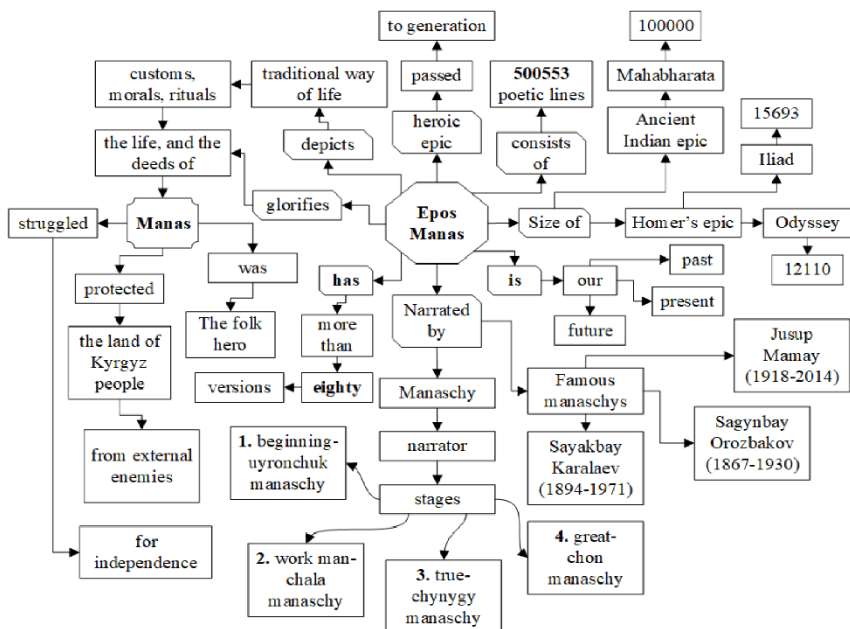 to generation
100000
customs,
morals, rituals
traditional way
of life
passed
500553
poetic lines
Mahabharata
15693
the life, and the
deeds of
depicts
heroic
epic
consists
of
Ancient
Indian epic
Iliad
glorifies
Epos
Manas
struggled
Manas
Size of
Homer's epic
Odyssey
was
has
is
our
past
12110
protected
present
The folk
hero
more
than
Narrated
by
future
the land of
Kyrgyz
people
Jusup
Mamay
(1918-2014)
versions
eighty
Manaschy
Famous
manaschys
from external
enemies
1. beginning-
uyronchuk
manaschy
narrator
Sayakbay
Karalaev
(1894-1971)
Sagynbay
Orozbakov
(1867-1930)
stages
for
independence
2. work man-
chala
manaschy
3. true-
chynygy
manaschy
4. great-
chon
manaschy